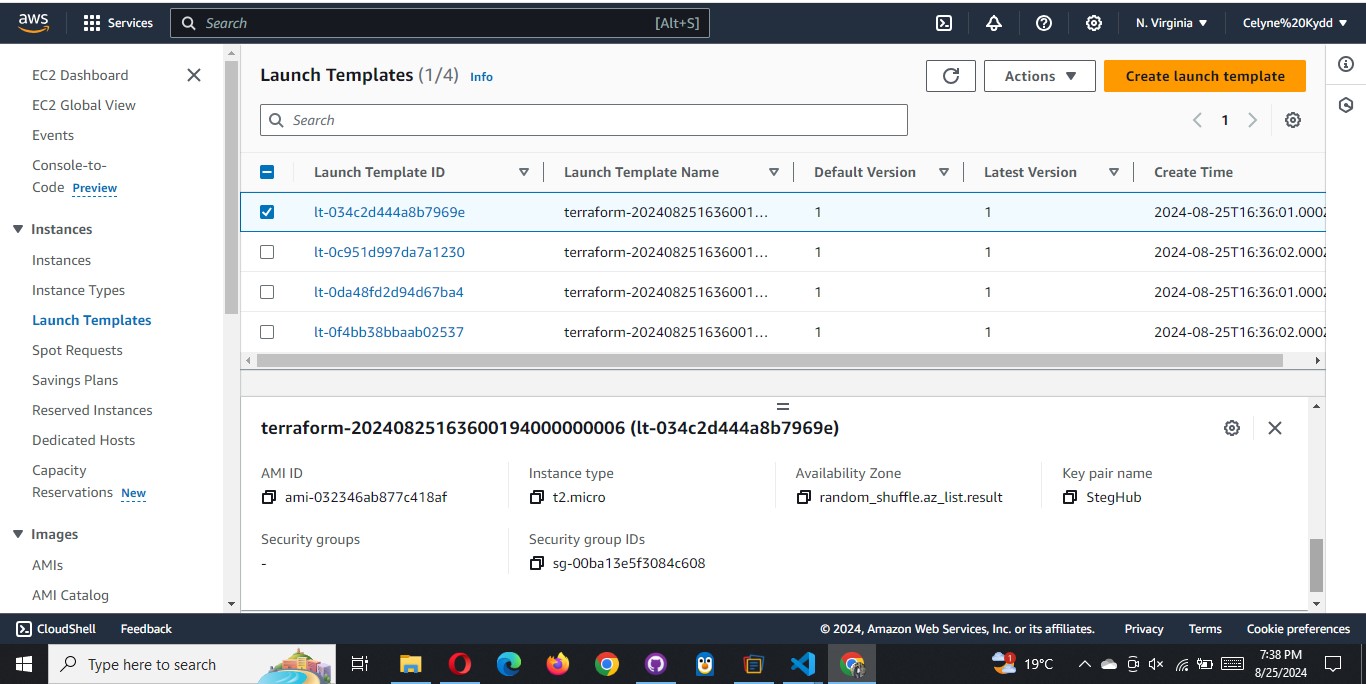 aws Services Search [Alt+S] N. Virginia Celyne%20Kydd
EC2 Dashboard
EC2 Global View
Events
Console-to-
Code Preview
Instances
Instances
Instance Types
Launch Templates
Spot Requests
Savings Plans
Reserved Instances
Dedicated Hosts
Capacity
Reservations New
Images
AMIs
AMI Catalog
Launch Templates (1/4) Info Actions Create launch template
Search 1
Launch Template ID Launch Template Name Default Version Latest Version Create Time
lt-034c2d444a8b7969e terraform-202408251636001... 1 1 2024-08-25T16:36:01.000Z
lt-0c951d997da7a1230 terraform-202408251636001... 1 1 2024-08-25T16:36:02.000Z
lt-0da48fd2d94d67ba4 terraform-202408251636001... 1 1 2024-08-25T16:36:01.000Z
lt-0f4bb38bbaab02537 terraform-202408251636001... 1 1 2024-08-25T16:36:02.000Z
terraform-20240825163600194000000006 (lt-034c2d444a8b7969e)
AMI ID Instance type Availability Zone Key pair name
ami-032346ab877c418af t2.micro random_shuffle.az_list.result StegHub
Security groups Security group IDs
- sg-00ba13e5f3084c608
CloudShell Feedback © 2024, Amazon Web Services, Inc. or its affiliates. Privacy Terms Cookie preferences
Type here to search 1 19°C 7:38 PM
8/25/2024